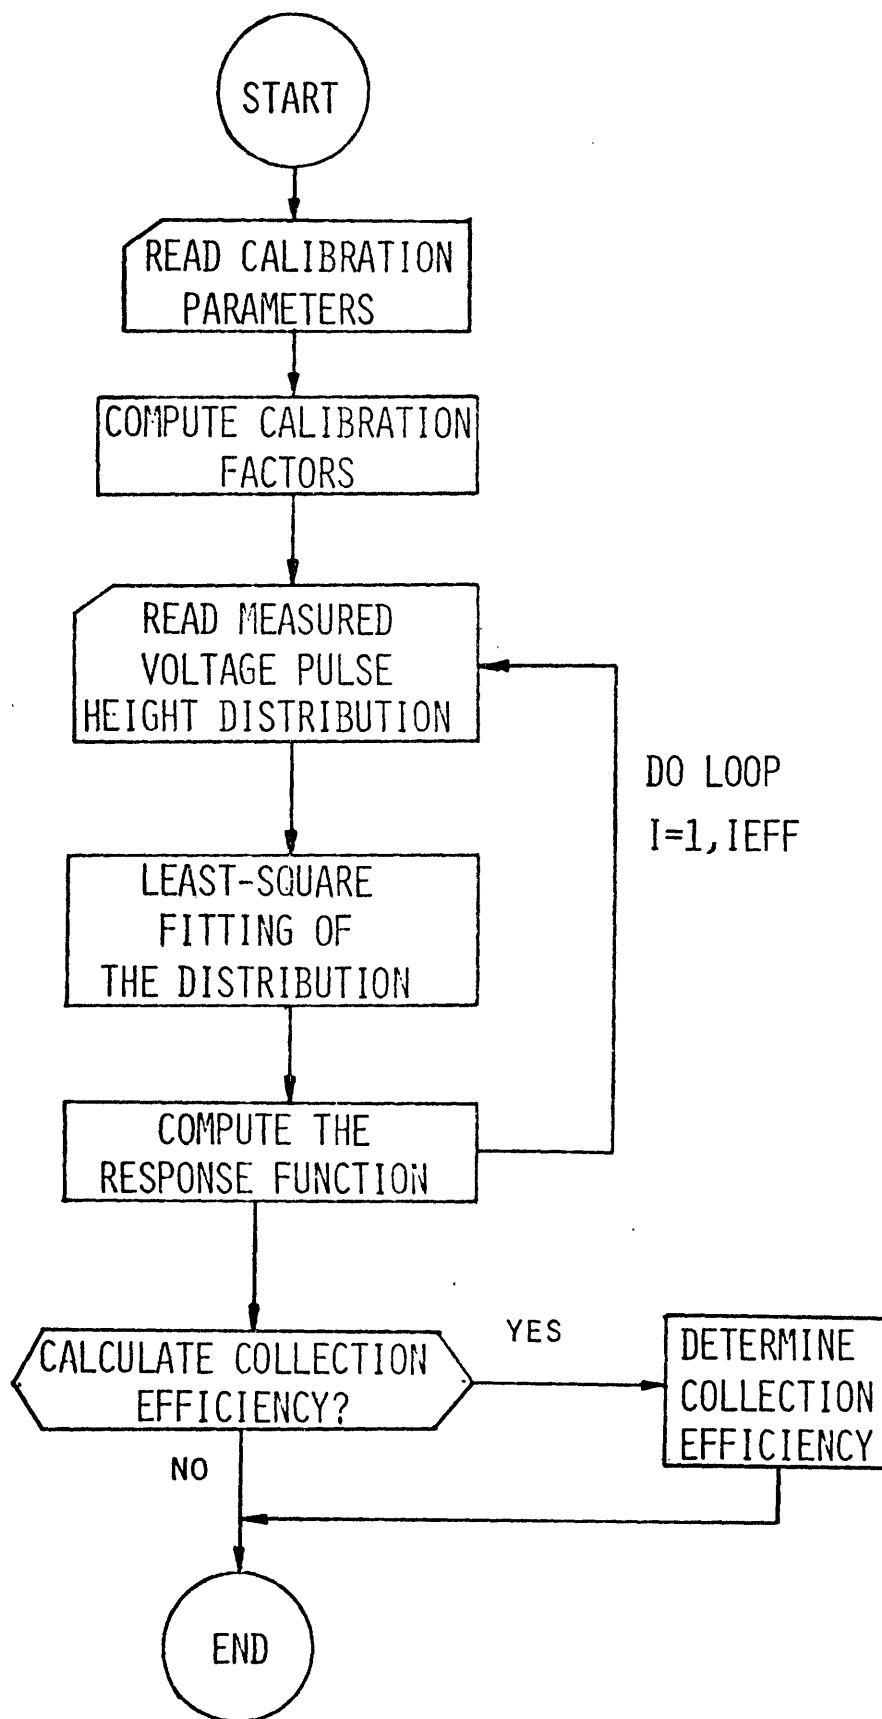 START
READ CALIBRATION
PARAMETERS
COMPUTE CALIBRATION
FACTORS
READ MEASURED
VOLTAGE PULSE
HEIGHT DISTRIBUTION
DO LOOP
I=1,IEFF
LEAST-SQUARE
FITTING OF
THE DISTRIBUTION
COMPUTE THE
RESPONSE FUNCTION
CALCULATE COLLECTION
EFFICIENCY?
YES
DETERMINE
COLLECTION
EFFICIENCY
NO
END